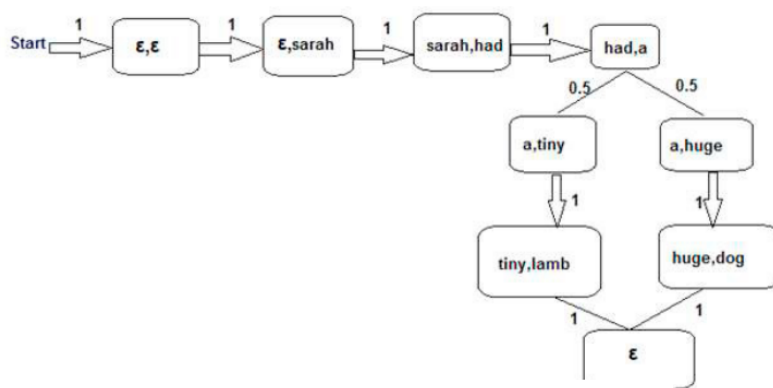 1 1 1 1
Start ε,ε ε,sarah sarah,had had,a
0.5 0.5
a,tiny a,huge
1 1
tiny,lamb huge,dog
1 1
ε